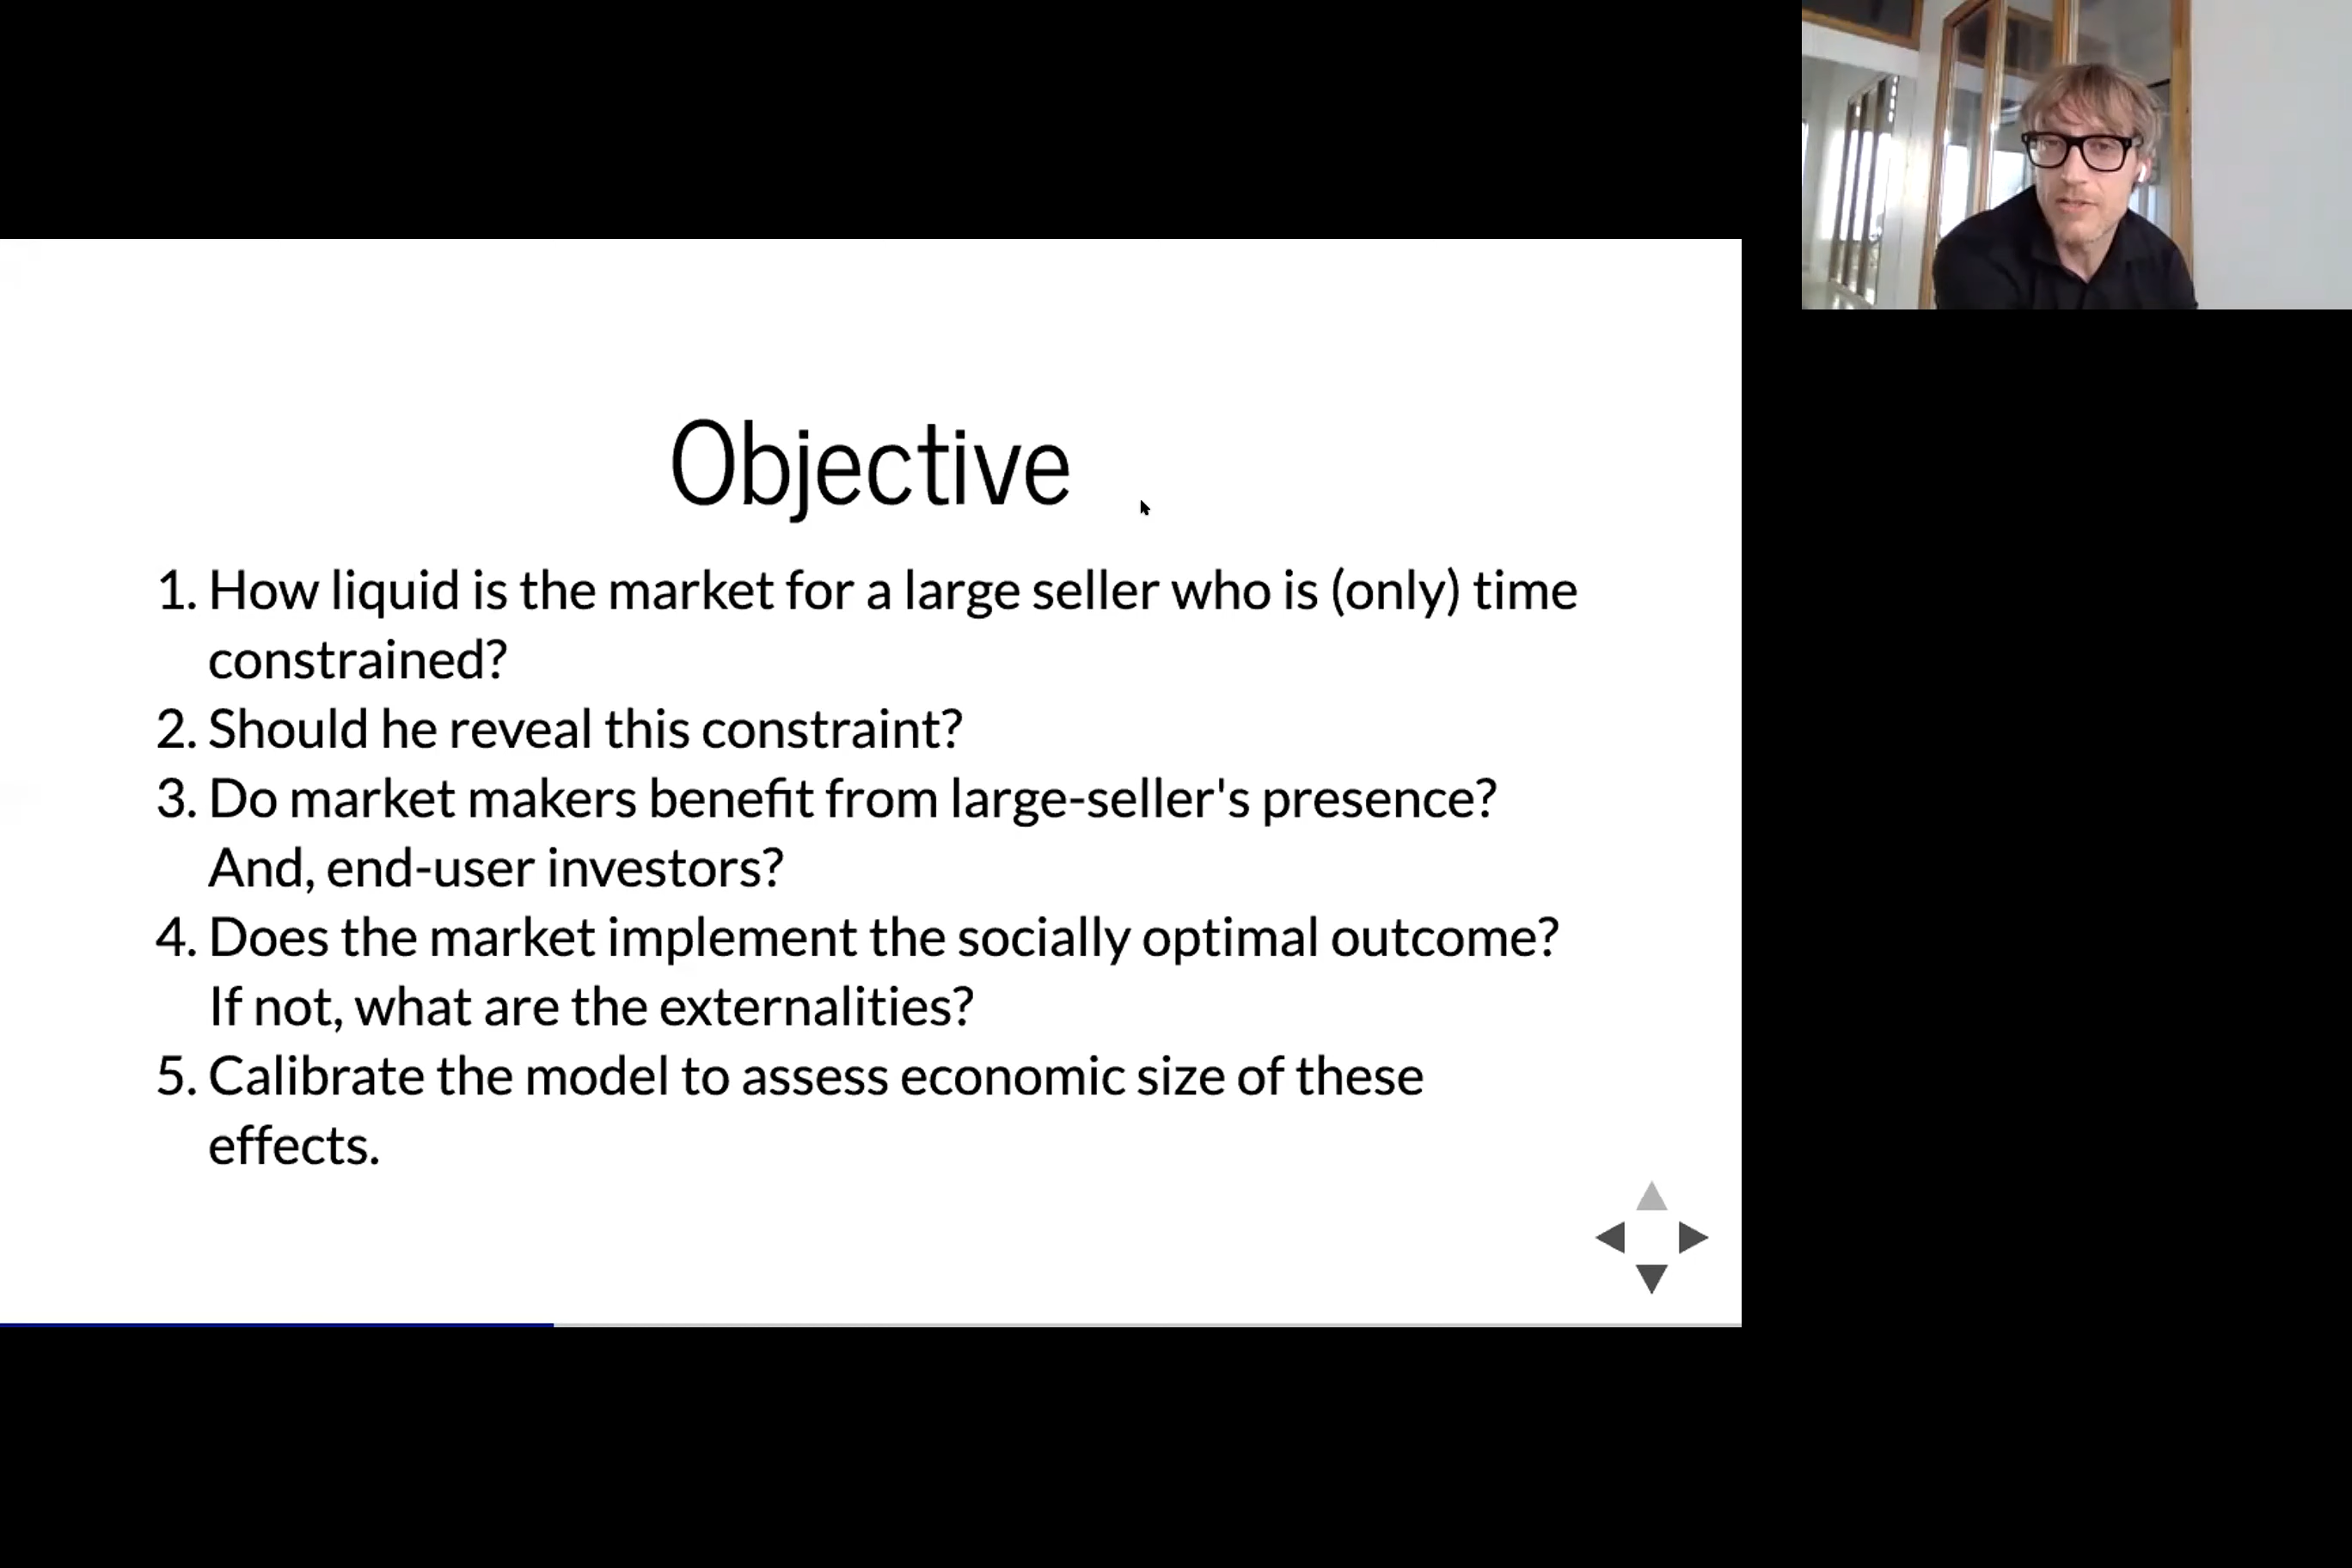 Objective
1. How liquid is the market for a large seller who is (only) time
constrained?
2. Should he reveal this constraint?
3. Do market makers benefit from large-seller's presence?
And, end-user investors?
4. Does the market implement the socially optimal outcome?
If not, what are the externalities?
5. Calibrate the model to assess economic size of these
effects.